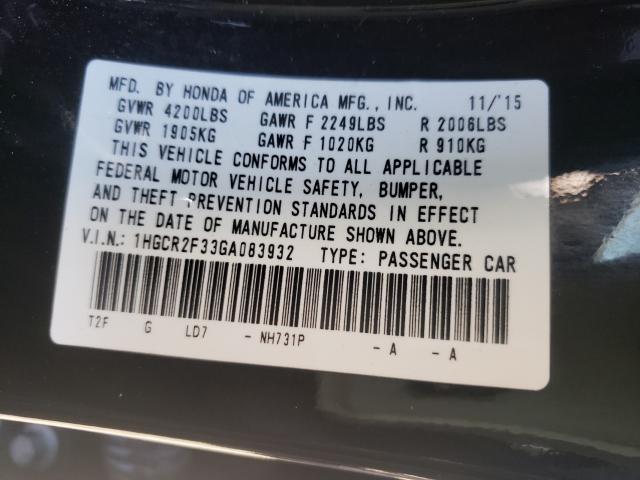 MFD. BY HONDA OF AMERICA MFG., INC. 11/'15
GVWR 4200LBS GAWR F 2249LBS R 2006LBS
GVWR 1905KG GAWR F 1020KG R 910KG
THIS VEHICLE CONFORMS TO ALL APPLICABLE
FEDERAL MOTOR VEHICLE SAFETY, BUMPER,
AND THEFT PREVENTION STANDARDS IN EFFECT
ON THE DATE OF MANUFACTURE SHOWN ABOVE.
V.I.N.: 1HGCR2F33GA083932 TYPE: PASSENGER CAR
T2F G LD7 - NH731P - A - A